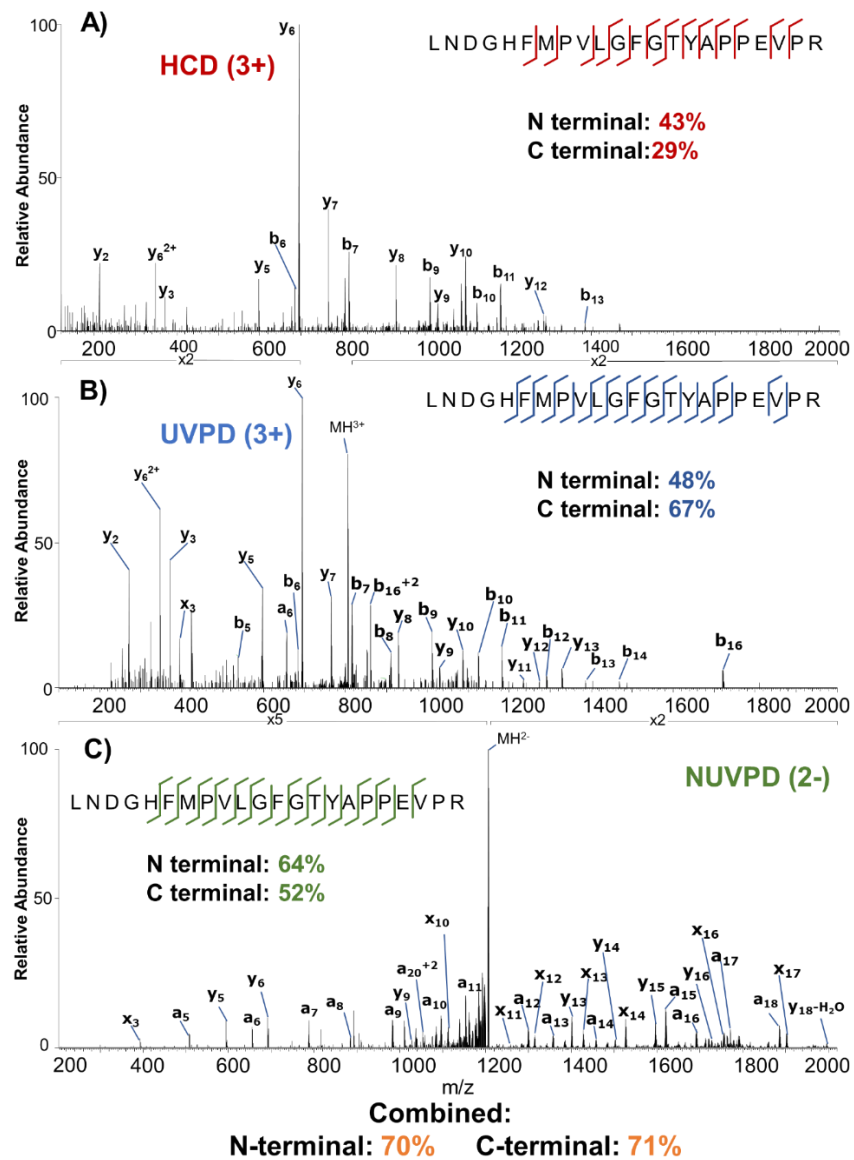 A)
HCD (3+)
L N D G H F M P V L G F G T Y A P P E V P R
N terminal: 43%
C terminal:29%
Relative Abundance
100
50
0
y6
y2
y6 2+
y3
y5
b6
y7
b7
y8
b9
y9
y10
b10
b11
y12
b13
200 400 600 800 1000 1200 1400 1600 1800 2000
x2 x2
B)
UVPD (3+)
L N D G H F M P V L G F G T Y A P P E V P R
N terminal: 48%
C terminal: 67%
Relative Abundance
100
50
0
y6
MH3+
y2
y6 2+
y3
x3
b5
y5
a6
b6
y7
b7
b16+2
b8
y8
b9
y9
y10
b10
b11
y11
y12
b12
y13
b13
b14
b16
200 400 600 800 1000 1200 1400 1600 1800 2000
x5 x2
C)
NUVPD (2-)
MH2-
L N D G H F M P V L G F G T Y A P P E V P R
N terminal: 64%
C terminal: 52%
Relative Abundance
100
50
0
x3
a5
y5
a6
y6
a7
a8
a9
y9
a20+2
a10
x10
a11
x11
a12
x12
a13
y13
x13
a14
y14
x14
y15
a15
a16
y16
x16
a17
a18
x17
y18-H2O
200 400 600 800 1000 1200 1400 1600 1800 2000
m/z
Combined:
N-terminal: 70% C-terminal: 71%